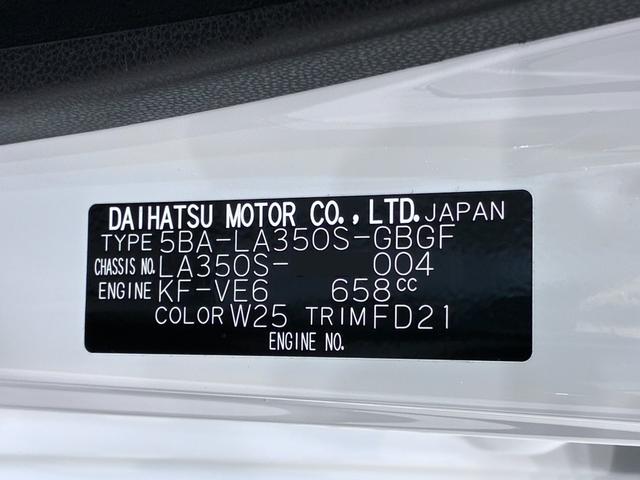 DAIHATSU MOTOR CO., LTD. JAPAN
TYPE 5BA-LA350S-GBGF
CHASSIS NO. LA350S- 004
ENGINE KF-VE6 658cc
COLOR W25 TRIM FD21
ENGINE NO.